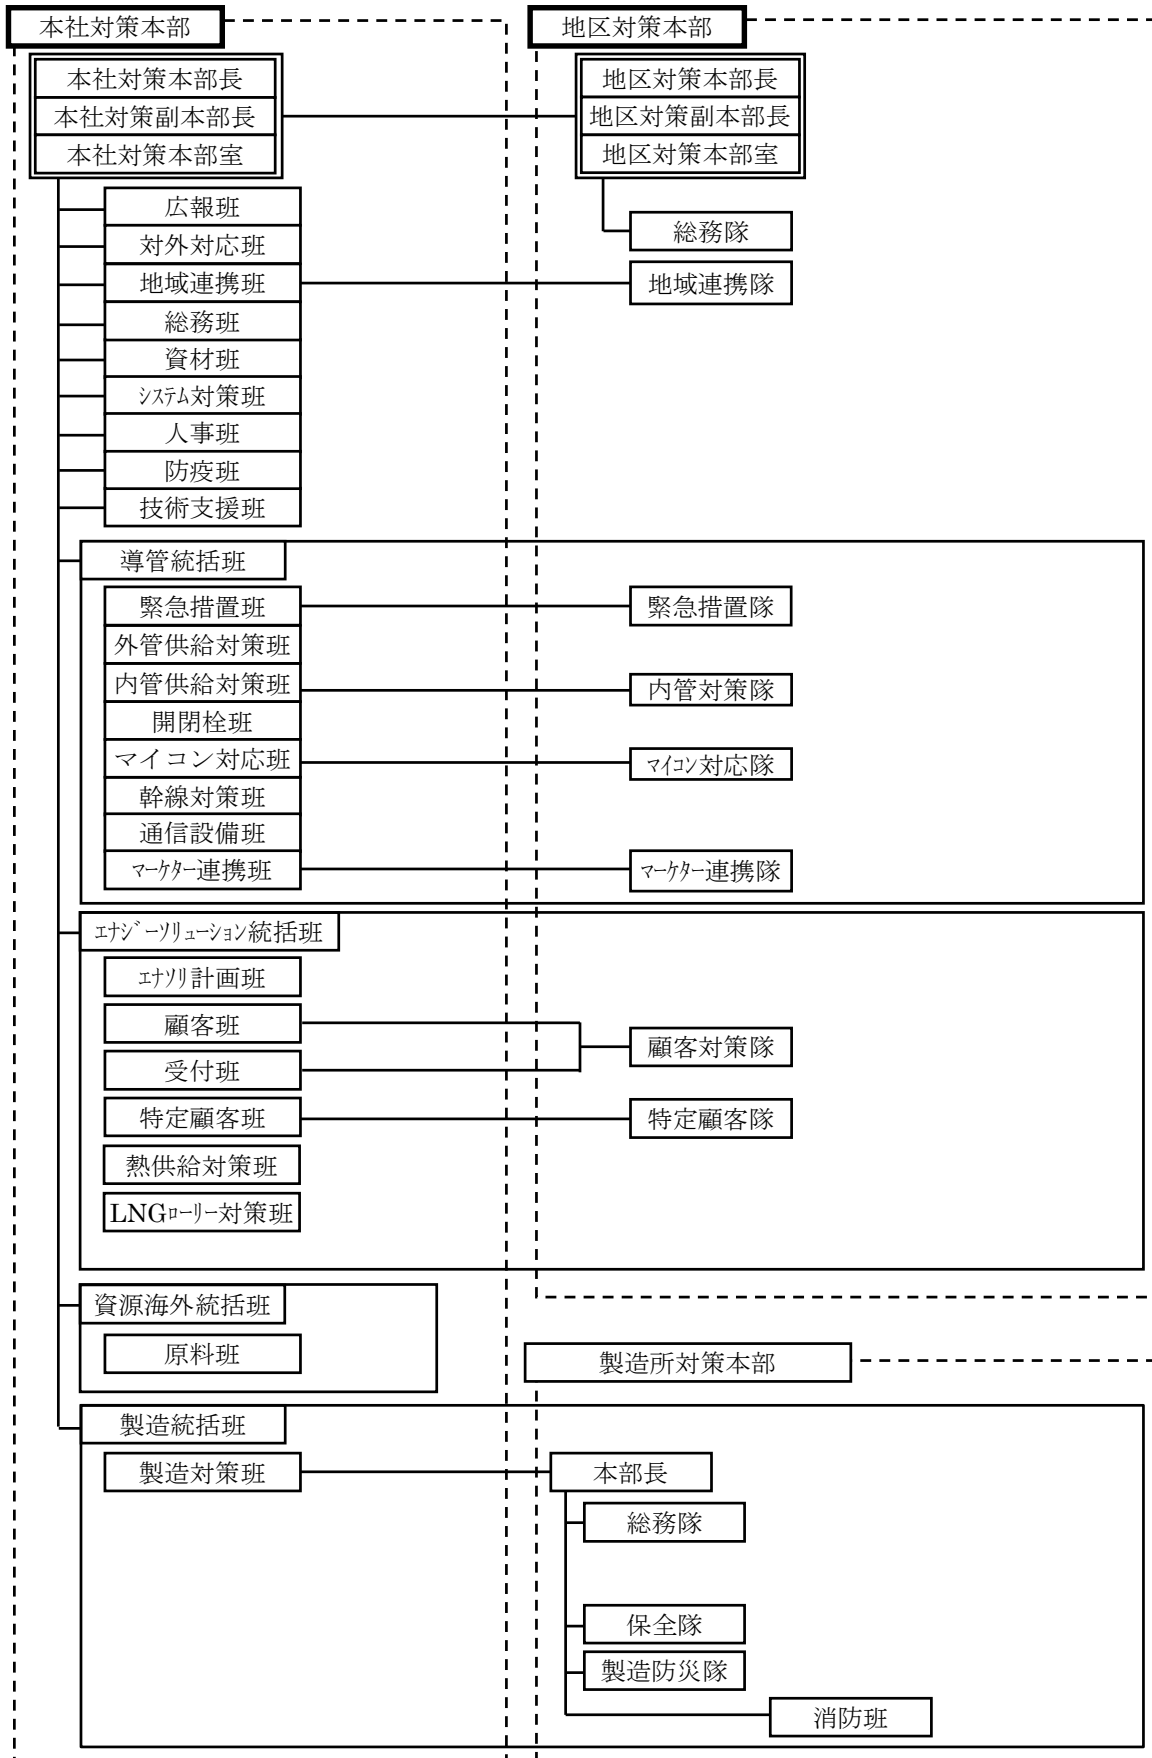 本社対策本部
地区対策本部
本社対策本部長
本社対策副本部長
本社対策本部室
地区対策本部長
地区対策副本部長
地区対策本部室
広報班
対外対応班
地域連携班
総務班
資材班
ｼｽﾃﾑ対策班
人事班
防疫班
技術支援班
総務隊
地域連携隊
導管統括班
緊急措置班
外管供給対策班
内管供給対策班
開閉栓班
マイコン対応班
幹線対策班
通信設備班
ﾏｰｹﾀｰ連携班
緊急措置隊
内管対策隊
ﾏｲｺﾝ対応隊
ﾏｰｹﾀｰ連携隊
ｴﾅｼﾞｰｿﾘｭｰｼｮﾝ統括班
ｴﾅｿﾘ計画班
顧客班
受付班
特定顧客班
熱供給対策班
LNGﾛｰﾘｰ対策班
顧客対策隊
特定顧客隊
資源海外統括班
原料班
製造所対策本部
製造統括班
製造対策班
本部長
総務隊
保全隊
製造防災隊
消防班